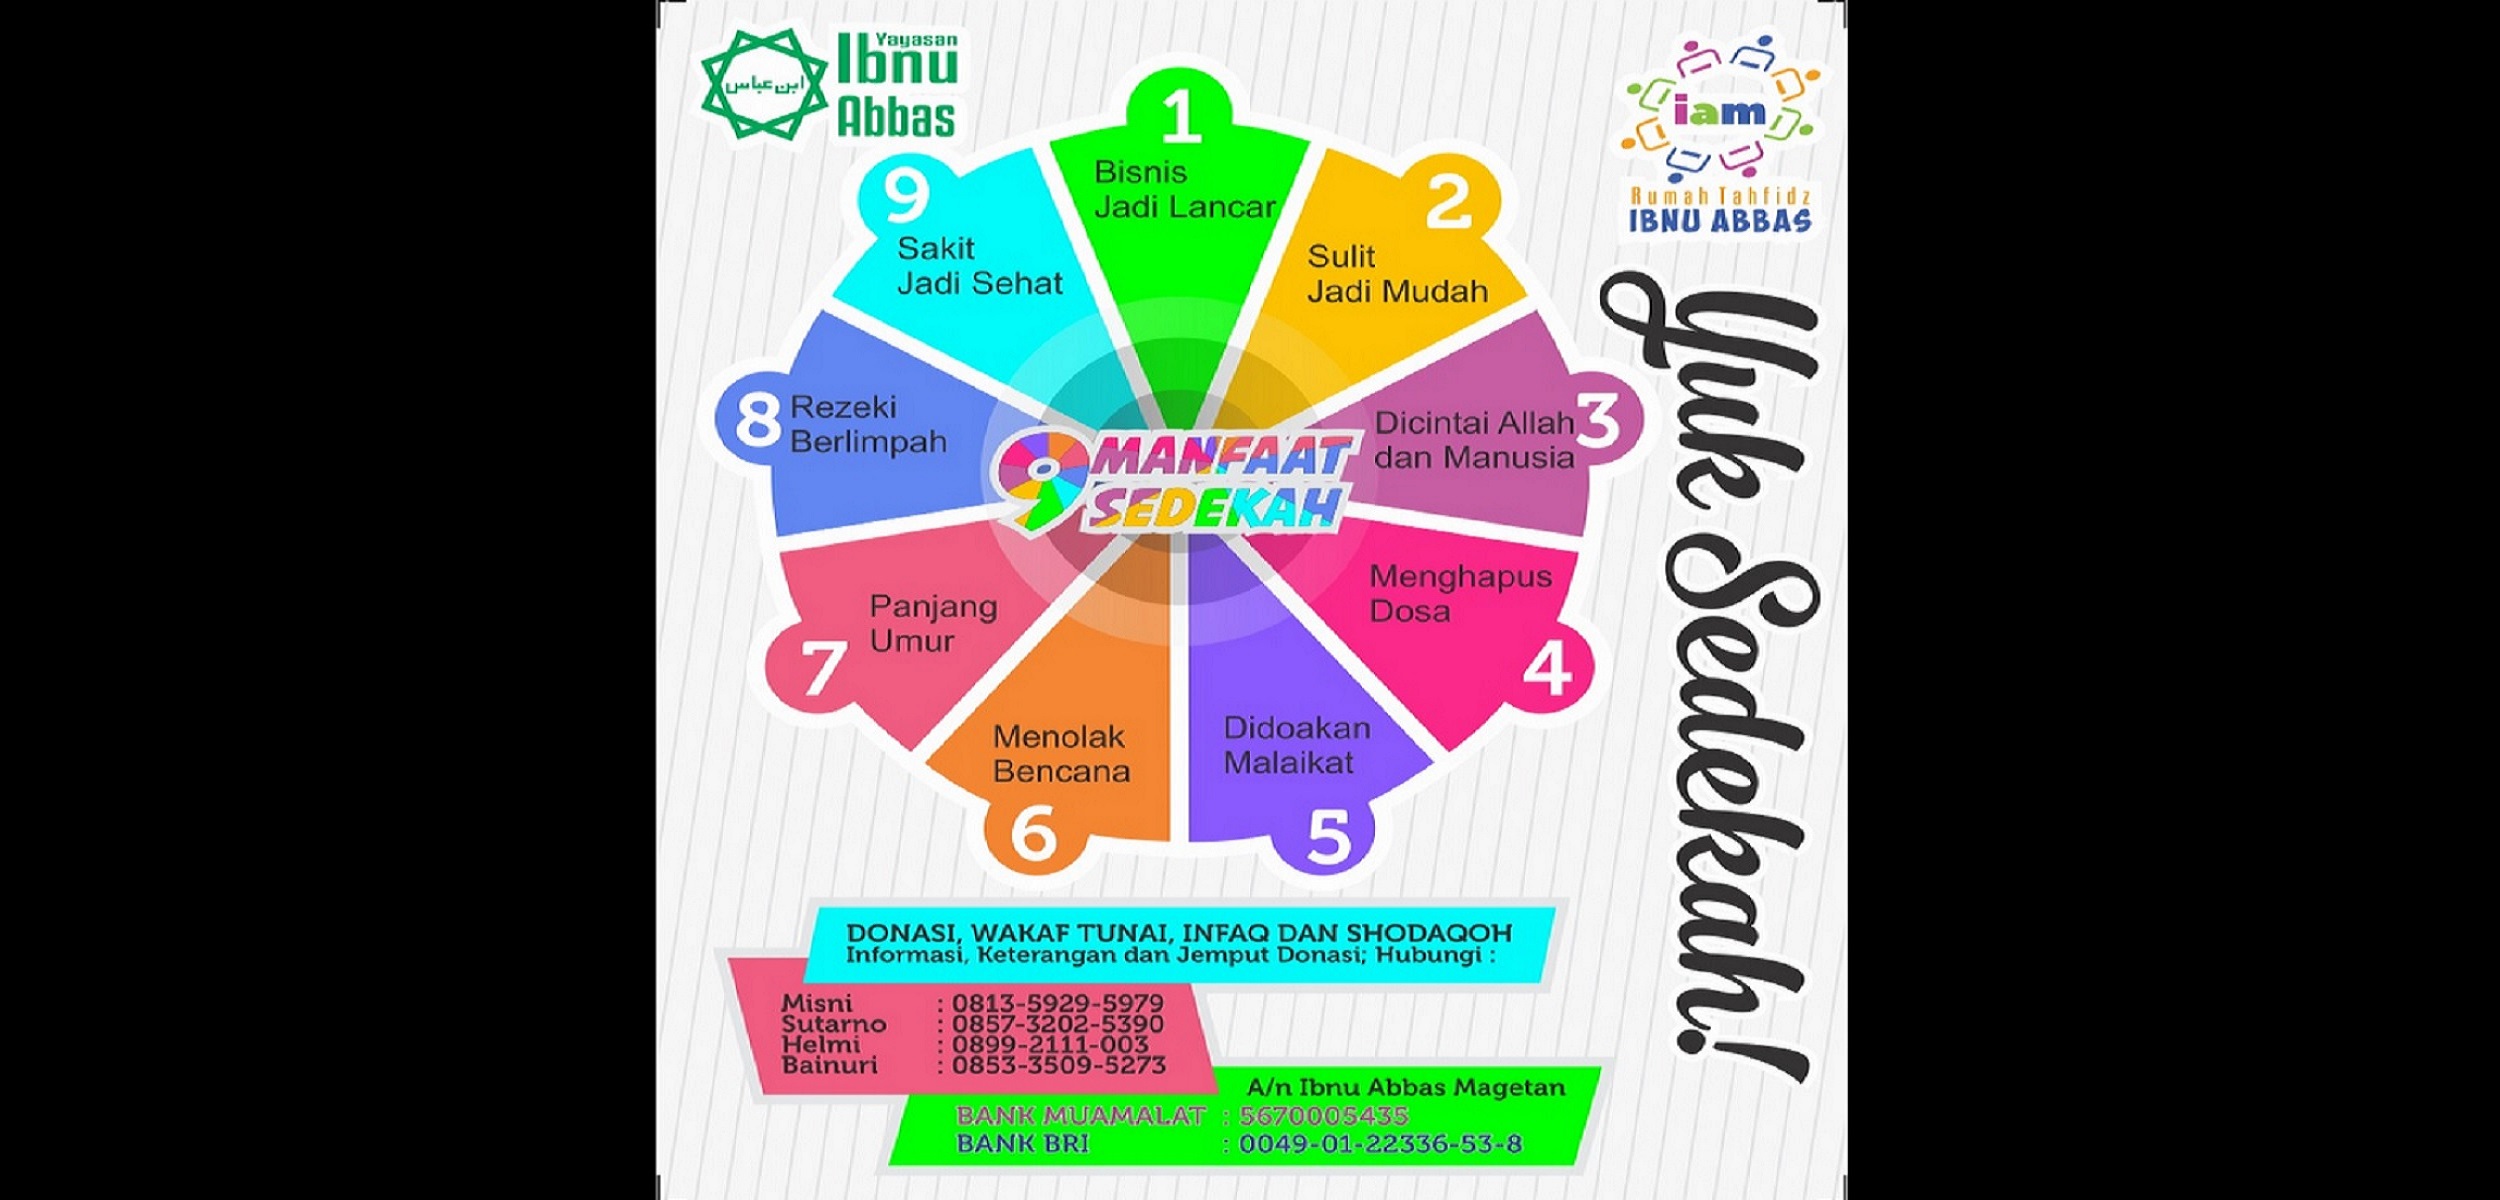 Yayasan
Ibnu
Abbas
ابن عباس
iam
Rumah Tahfidz
IBNU ABBAS
Yuk Sedekah!
1
Bisnis
Jadi Lancar
2
Sulit
Jadi Mudah
3
Dicintai Allah
dan Manusia
4
Menghapus
Dosa
5
Didoakan
Malaikat
6
Menolak
Bencana
7
Panjang
Umur
8
Rezeki
Berlimpah
9
Sakit
Jadi Sehat
9 MANFAAT
SEDEKAH
DONASI, WAKAF TUNAI, INFAQ DAN SHODAQOH
Informasi, Keterangan dan Jemput Donasi; Hubungi :
Misni : 0813-5929-5979
Sutarno : 0857-3202-5390
Helmi : 0899-2111-003
Bainuri : 0853-3509-5273
A/n Ibnu Abbas Magetan
BANK MUAMALAT : 5670005435
BANK BRI : 0049-01-22336-53-8